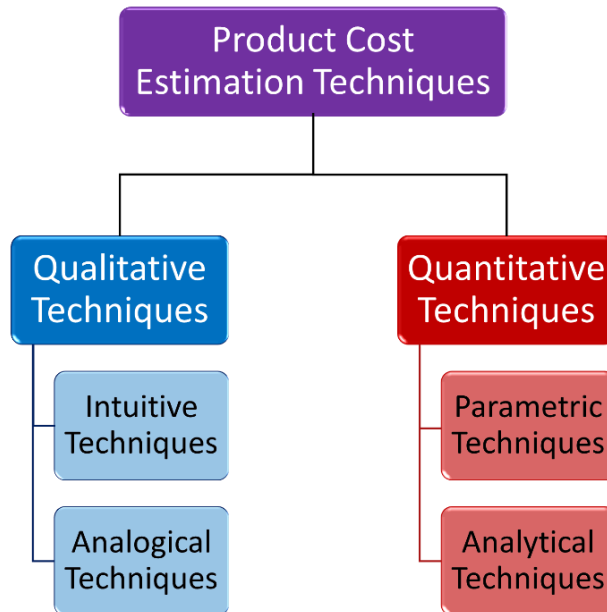 Product Cost
Estimation Techniques
Qualitative
Techniques
Quantitative
Techniques
Intuitive
Techniques
Parametric
Techniques
Analogical
Techniques
Analytical
Techniques